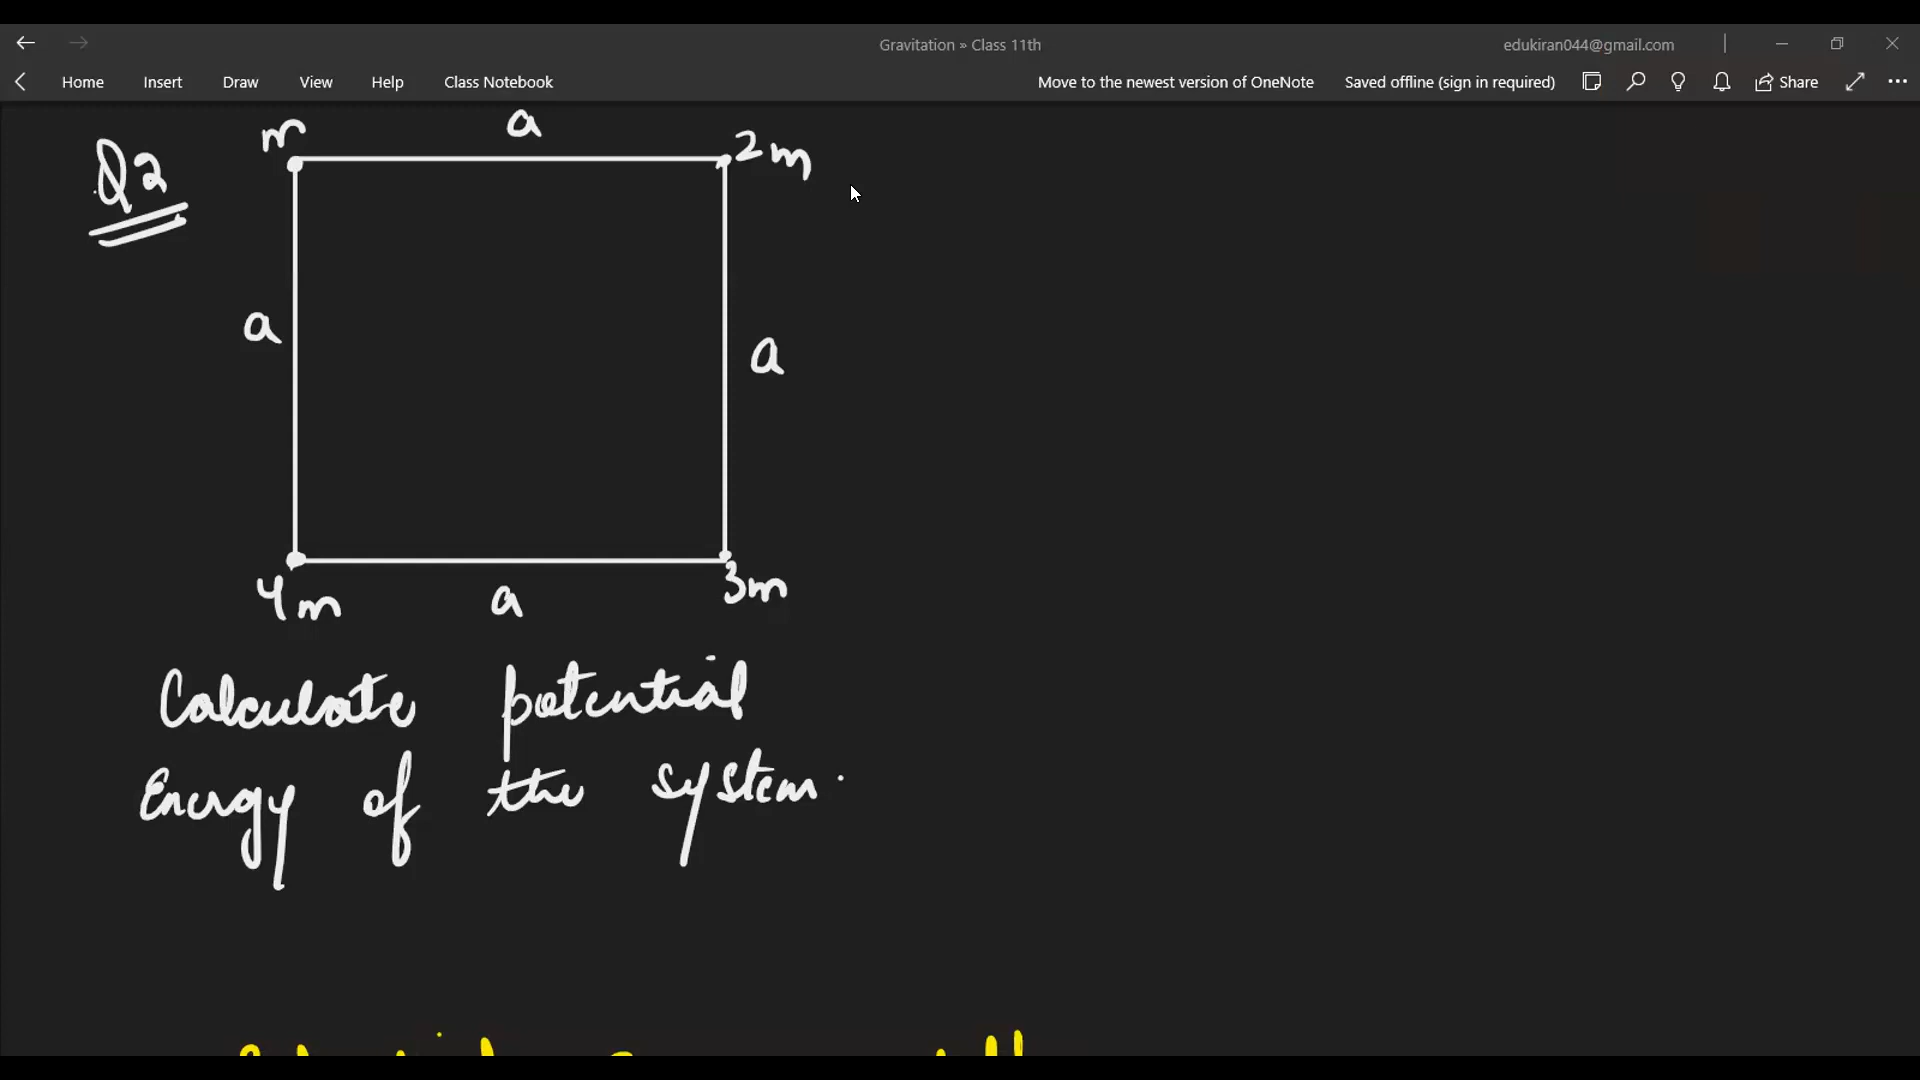 Gravitation » Class 11th
edukiran044@gmail.com
Home Insert Draw View Help Class Notebook
Move to the newest version of OneNote Saved offline (sign in required) Share
Q2
m a 2m
a a
4m a 3m
Calculate potential
Energy of the system.